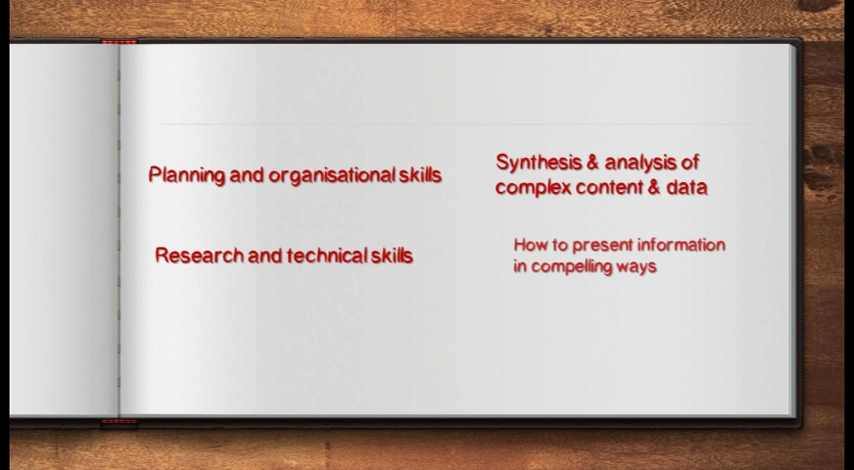 Planning and organisational skills
Research and technical skills
Synthesis & analysis of
complex content & data
How to present information
in compelling ways